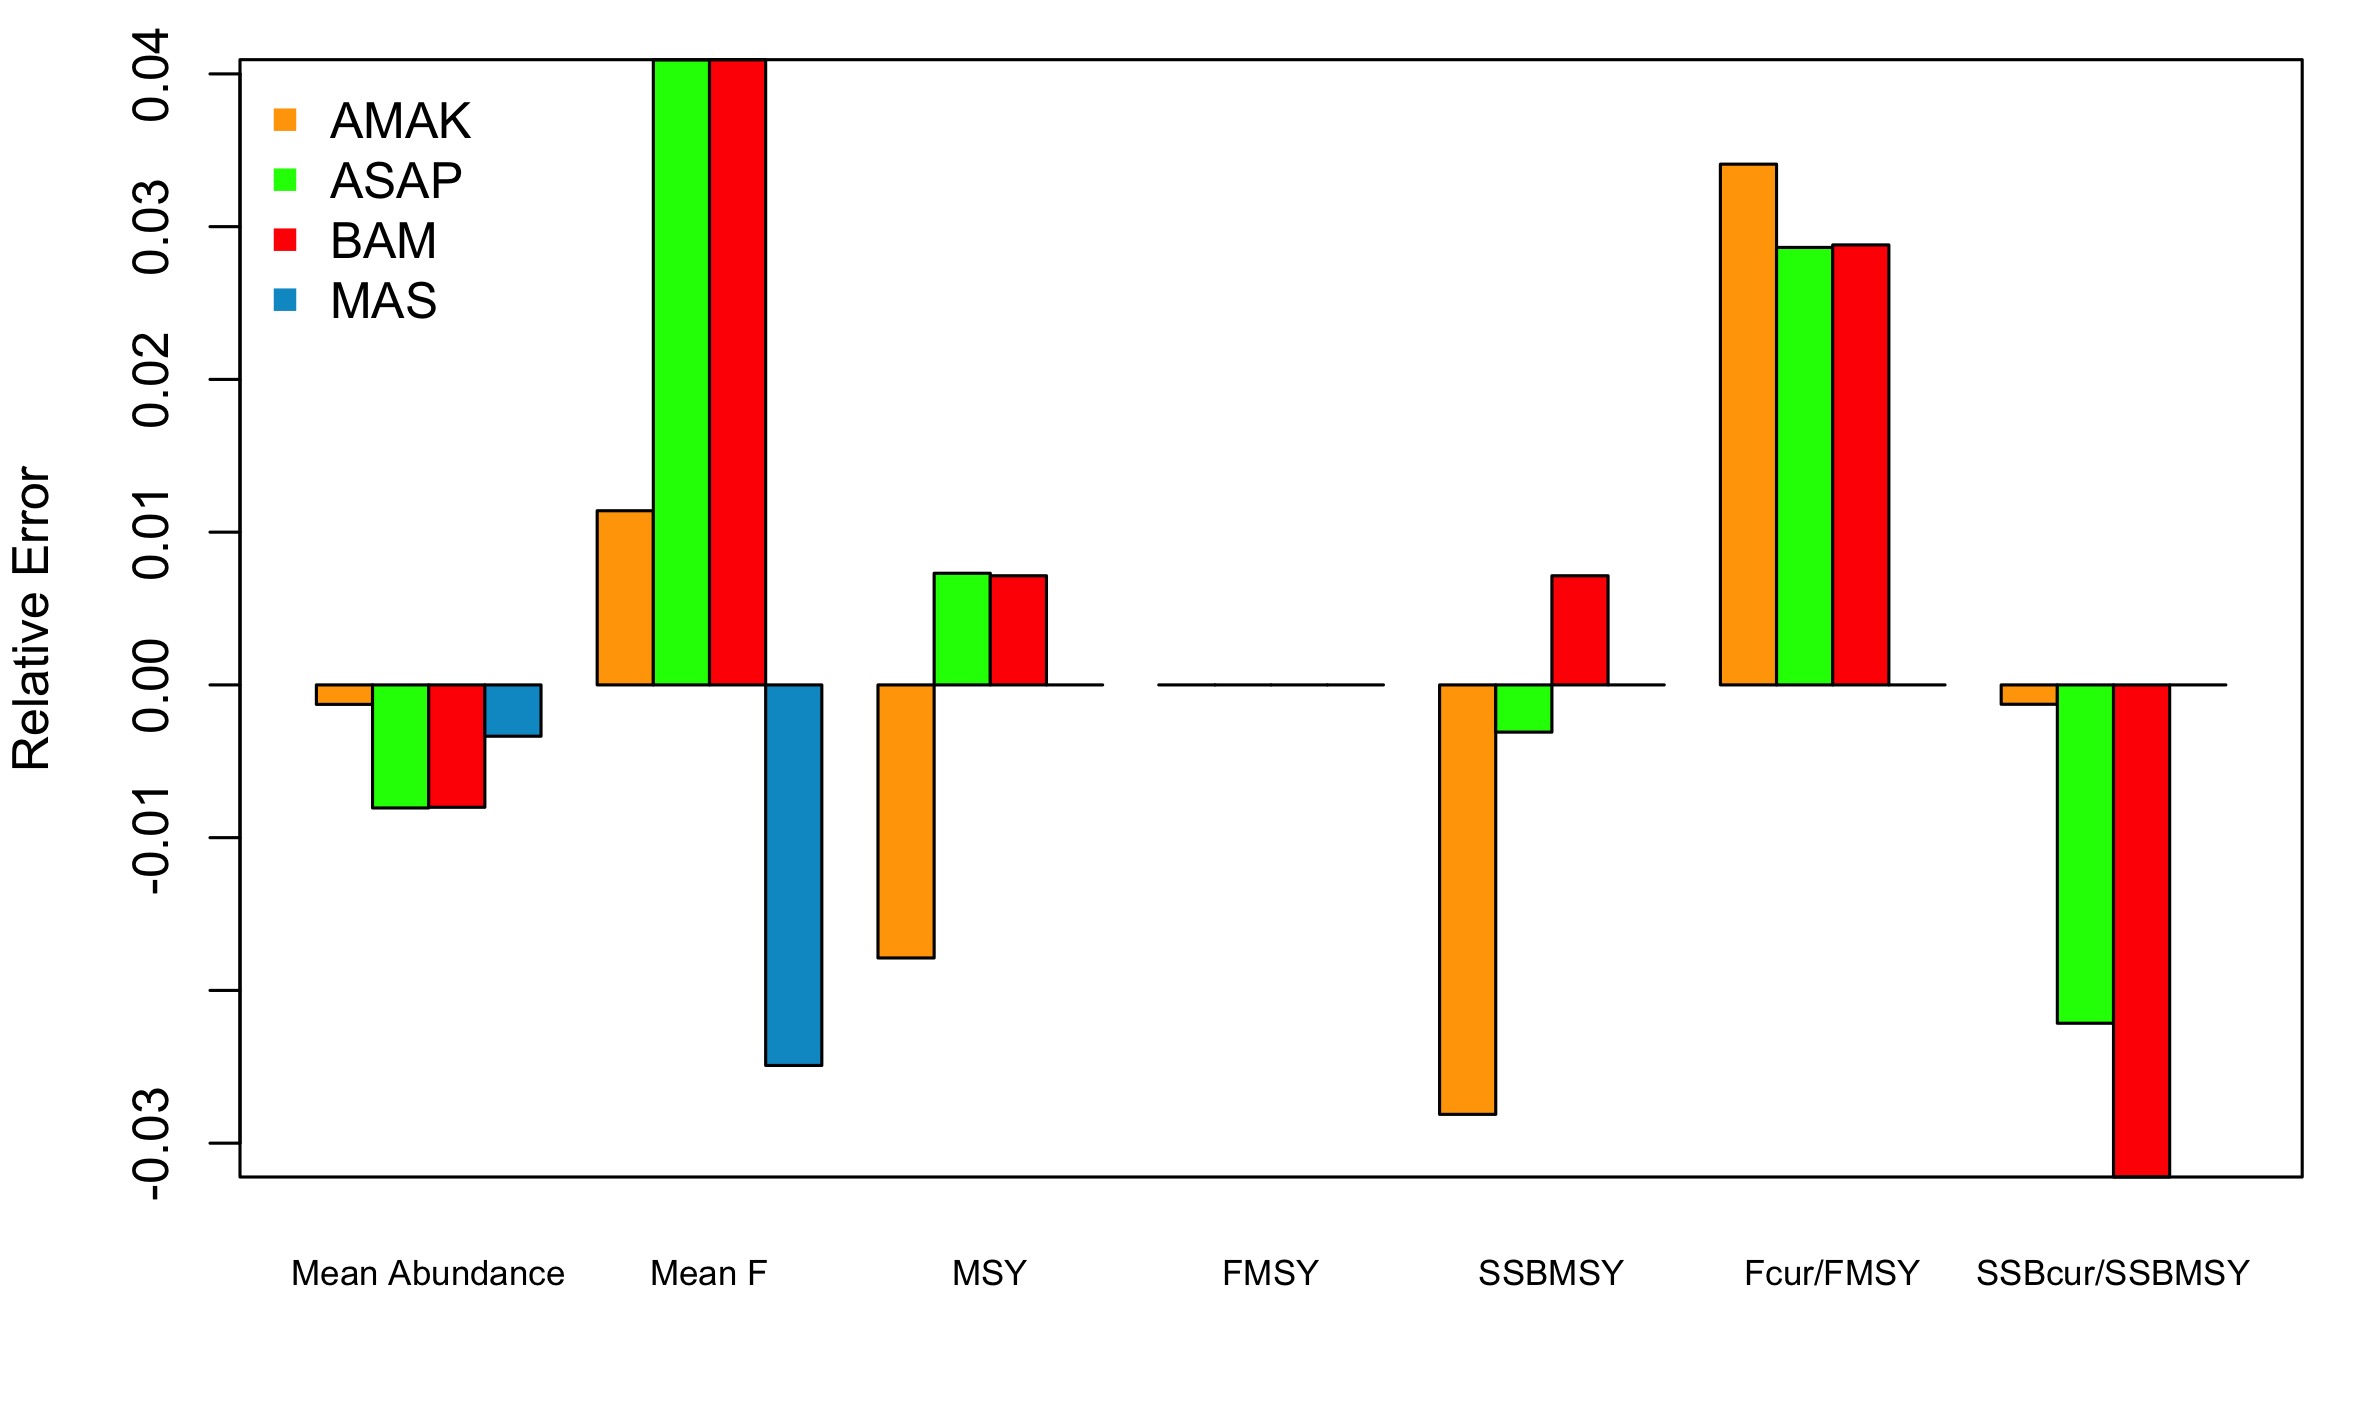 Relative Error
0.04
0.03
0.02
0.01
0.00
-0.01
-0.03
AMAK
ASAP
BAM
MAS
Mean Abundance
Mean F
MSY
FMSY
SSBMSY
Fcur/FMSY
SSBcur/SSBMSY